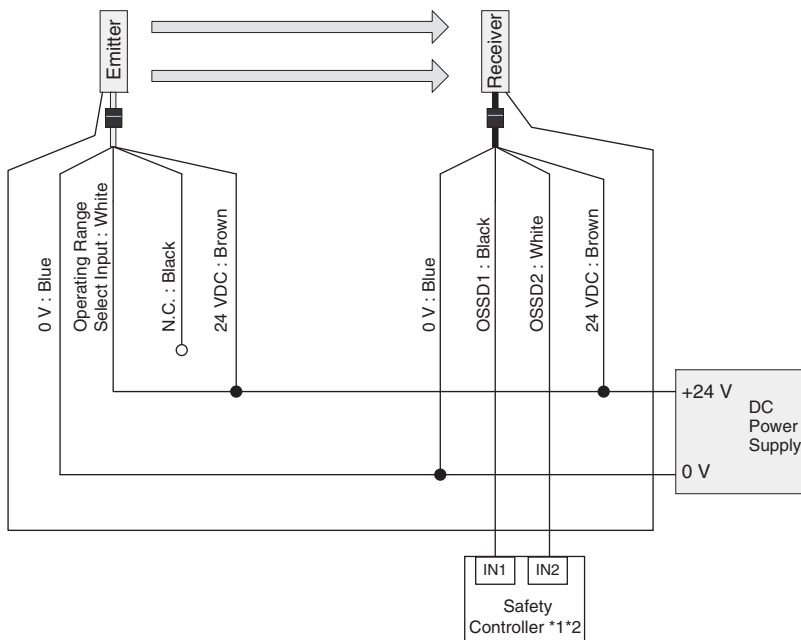 Emitter
Receiver
0 V : Blue
Operating Range
Select Input : White
N.C. : Black
24 VDC : Brown
0 V : Blue
OSSD1 : Black
OSSD2 : White
24 VDC : Brown
+24 V
DC
Power
Supply
0 V
IN1
IN2
Safety
Controller *1*2